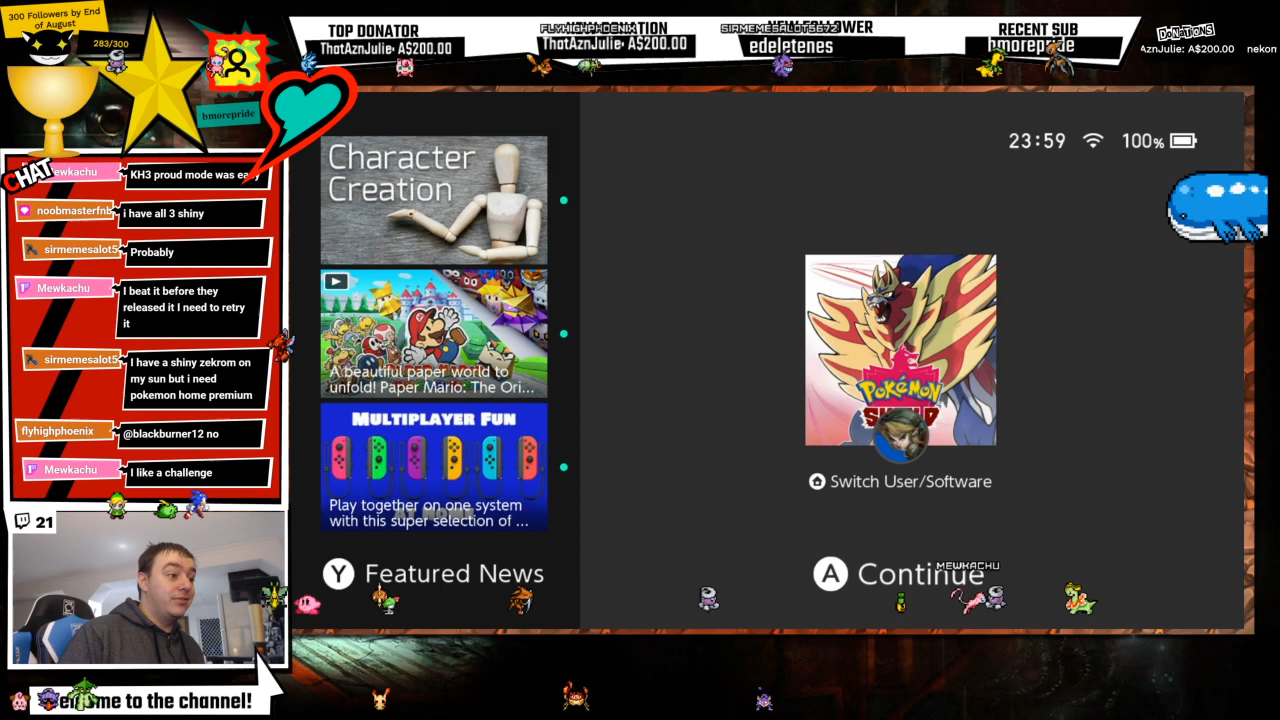 300 Followers by End
of August
283/300
bmorepride
TOP DONATOR
ThatAznJulie: A$200.00
FLYHIGHPHOENIX
ThatAznJulie: A$200.00
SIRMEMESALOT5672
NEW FOLLOWER
edeletenes
RECENT SUB
bmorepride
DONATIONS
AznJulie: A$200.00 nekon
CHAT
ewkachu
KH3 proud mode was easy
noobmasterfnb
i have all 3 shiny
sirmemesalot5
Probably
Mewkachu
I beat it before they
released it I need to retry
it
sirmemesalot5
I have a shiny zekrom on
my sun but i need
pokemon home premium
flyhighphoenix
@blackburner12 no
Mewkachu
I like a challenge
21
me to the channel!
Character
Creation
A beautiful paper world to
unfold! Paper Mario: The Ori...
MULTIPLAYER FUN
Play together on one system
with this super selection of ...
Y Featured News
23:59 100%
POKéMON
Switch User/Software
A Continue
MEWKACHU